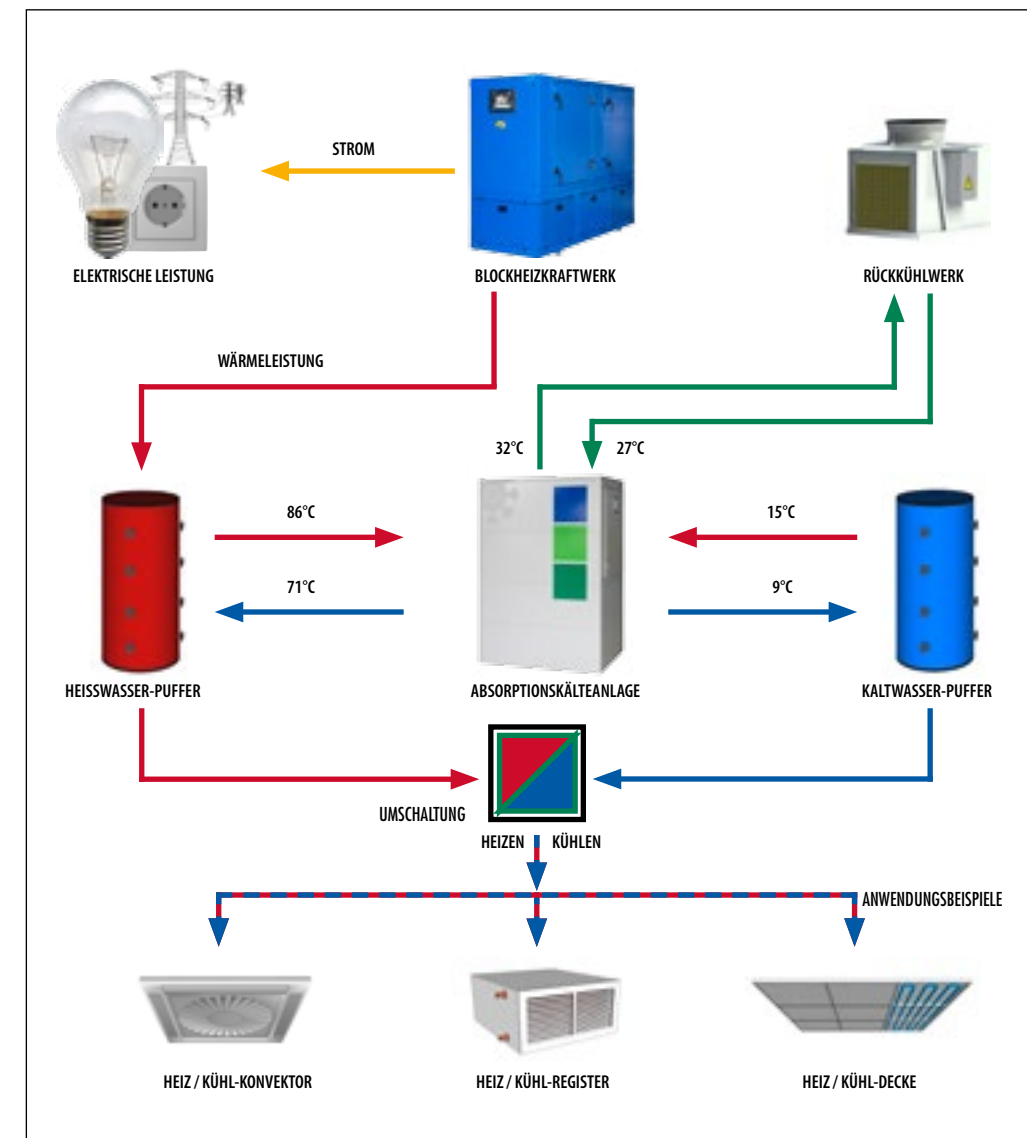 STROM
ELEKTRISCHE LEISTUNG
BLOCKHEIZKRAFTWERK
RÜCKKÜHLWERK
WÄRMELEISTUNG
32°C
27°C
86°C
15°C
71°C
9°C
HEISSWASSER-PUFFER
ABSORPTIONSKÄLTEANLAGE
KALTWASSER-PUFFER
UMSCHALTUNG
HEIZEN
KÜHLEN
ANWENDUNGSBEISPIELE
HEIZ / KÜHL-KONVEKTOR
HEIZ / KÜHL-REGISTER
HEIZ / KÜHL-DECKE